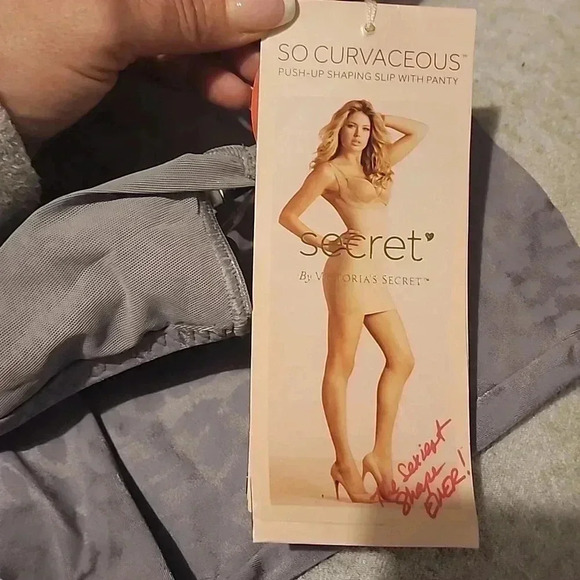 SO CURVACEOUS™
PUSH-UP SHAPING SLIP WITH PANTY
secret
By VICTORIA'S SECRET™
The Sexiest
Shape
EVER!